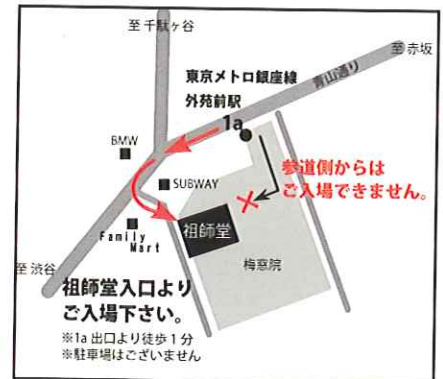 至 千駄ヶ谷
至 赤坂
青山通り
東京メトロ銀座線
外苑前駅
1a
BMW
参道側からは
ご入場できません。
SUBWAY
祖師堂
Family
Mart
梅窓院
至 渋谷
祖師堂入口より
ご入場下さい。
※1a 出口より徒歩 1 分
※駐車場はございません